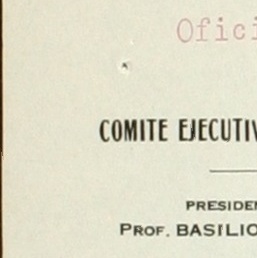 Ofici
COMITE EJECUTIV
PRESIDEN
PROF. BASILIO